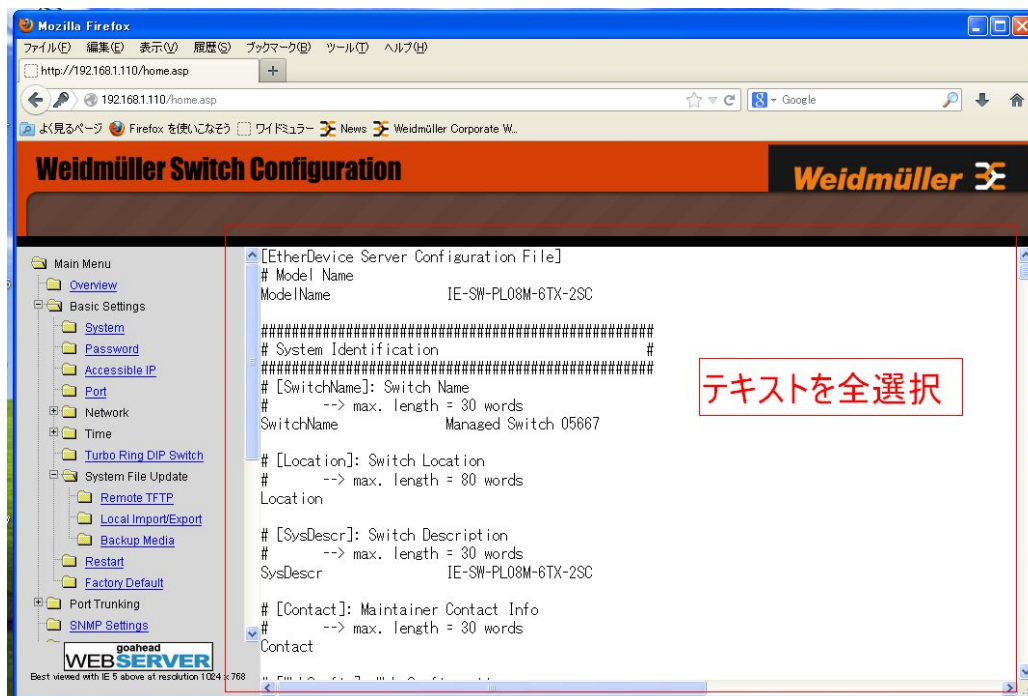 Mozilla Firefox
ファイル(F) 編集(E) 表示(V) 履歴(S) ブックマーク(B) ツール(T) ヘルプ(H)
http://192.168.1.110/home.asp
192.168.1.110/home.asp
Google
よく見るページ Firefox を使いこなそう ワイドミュラー News Weidmüller Corporate W...
Weidmüller Switch Configuration
Weidmüller
Main Menu
Overview
Basic Settings
System
Password
Accessible IP
Port
Network
Time
Turbo Ring DIP Switch
System File Update
Remote TFTP
Local Import/Export
Backup Media
Restart
Factory Default
Port Trunking
SNMP Settings
goahead
WEBSERVER
Best viewed with IE 5 above at resolution 1024 x 768
[EtherDevice Server Configuration File]
# Model Name
ModelName IE-SW-PL08M-6TX-2SC
####################################################
# System Identification #
####################################################
# [SwitchName]: Switch Name
# --> max. length = 30 words
SwitchName Managed Switch 05667
# [Location]: Switch Location
# --> max. length = 80 words
Location
# [SysDescr]: Switch Description
# --> max. length = 30 words
SysDescr IE-SW-PL08M-6TX-2SC
# [Contact]: Maintainer Contact Info
# --> max. length = 30 words
Contact
テキストを全選択